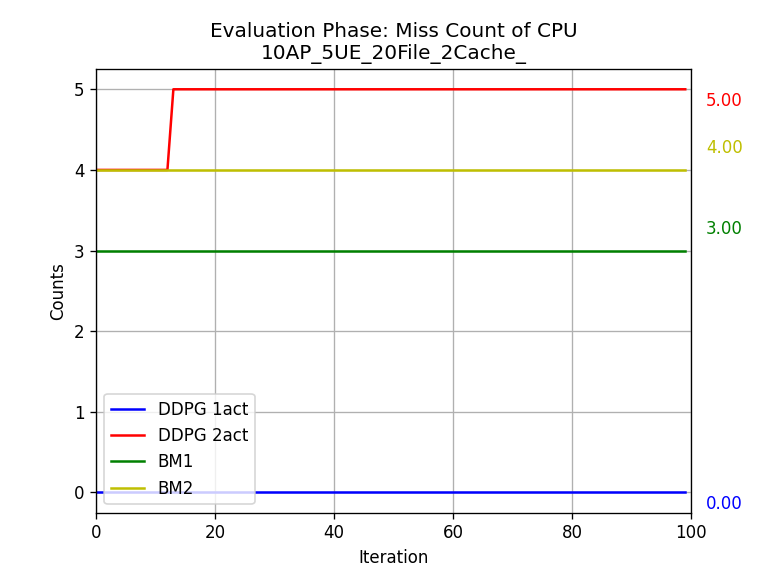 Evaluation Phase: Miss Count of CPU
10AP_5UE_20File_2Cache_
5
4
3
2
1
0
Counts
5.00
4.00
3.00
0.00
DDPG 1act
DDPG 2act
BM1
BM2
0 20 40 60 80 100
Iteration